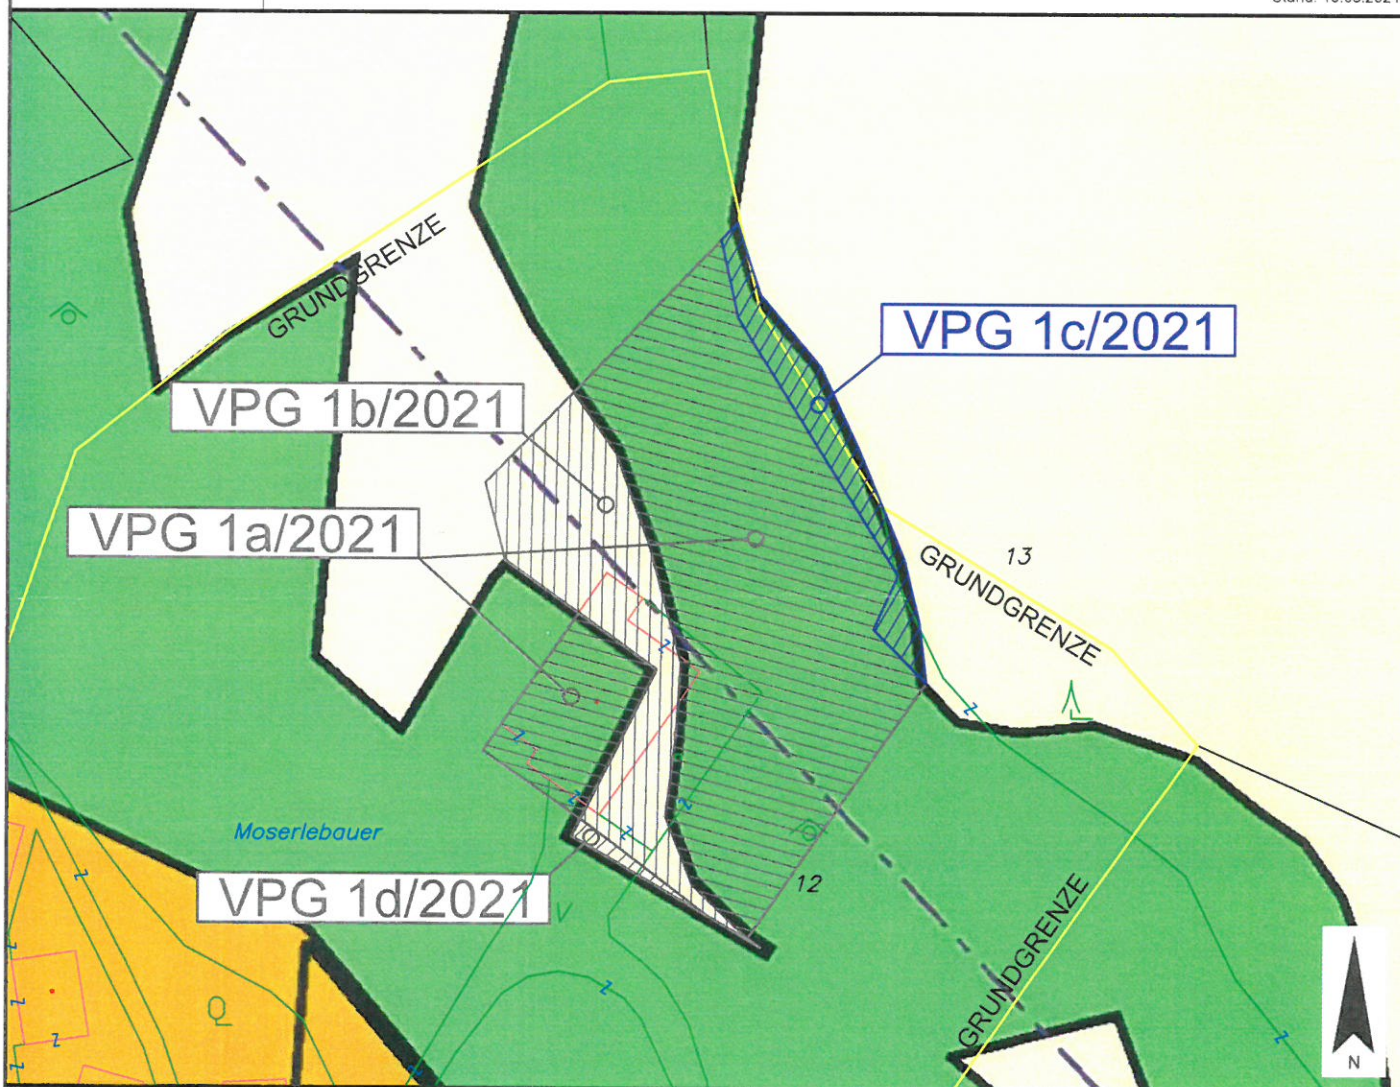 GRUNDGRENZE
VPG 1c/2021
VPG 1b/2021
VPG 1a/2021
13
GRUNDGRENZE
Moserlebauer
VPG 1d/2021
12
GRUNDGRENZE
N